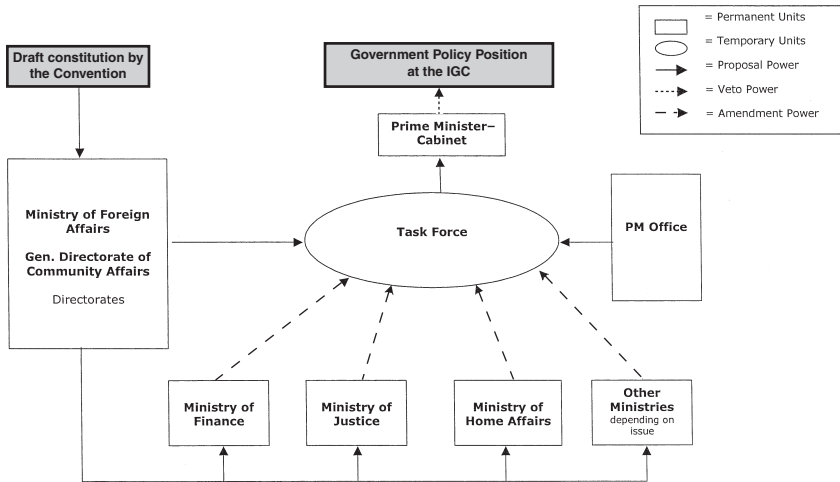 Draft constitution by
the Convention
Government Policy Position
at the IGC
= Permanent Units
= Temporary Units
= Proposal Power
= Veto Power
= Amendment Power
Prime Minister–
Cabinet
Ministry of Foreign
Affairs
Gen. Directorate of
Community Affairs
Directorates
Task Force
PM Office
Ministry of
Finance
Ministry of
Justice
Ministry of
Home Affairs
Other
Ministries
depending on
issue